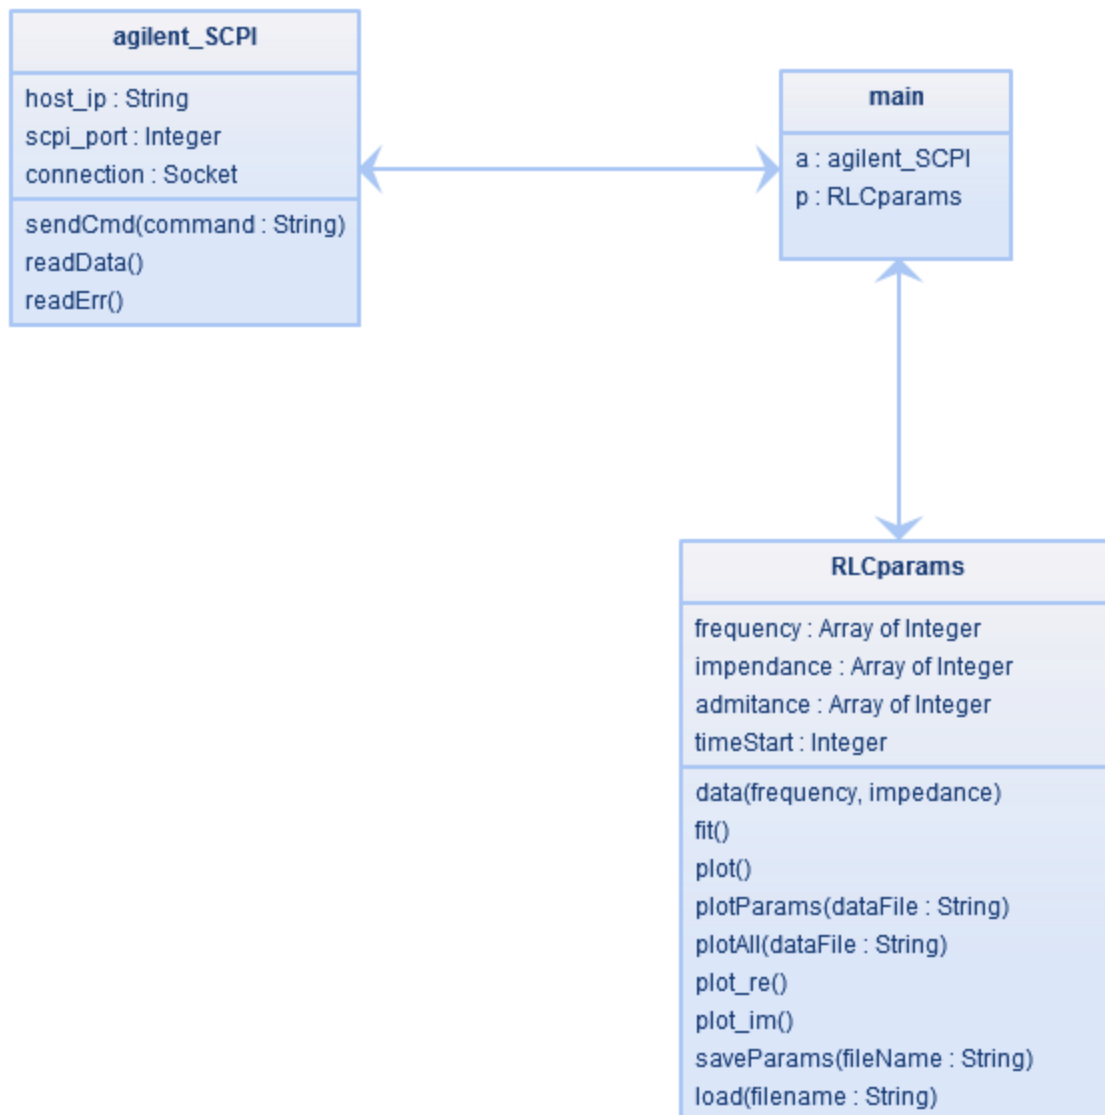 agilent_SCPI
host_ip : String
scpi_port : Integer
connection : Socket
sendCmd(command : String)
readData()
readErr()
main
a : agilent_SCPI
p : RLCparams
RLCparams
frequency : Array of Integer
impendance : Array of Integer
admitance : Array of Integer
timeStart : Integer
data(frequency, impedance)
fit()
plot()
plotParams(dataFile : String)
plotAll(dataFile : String)
plot_re()
plot_im()
saveParams(fileName : String)
load(filename : String)